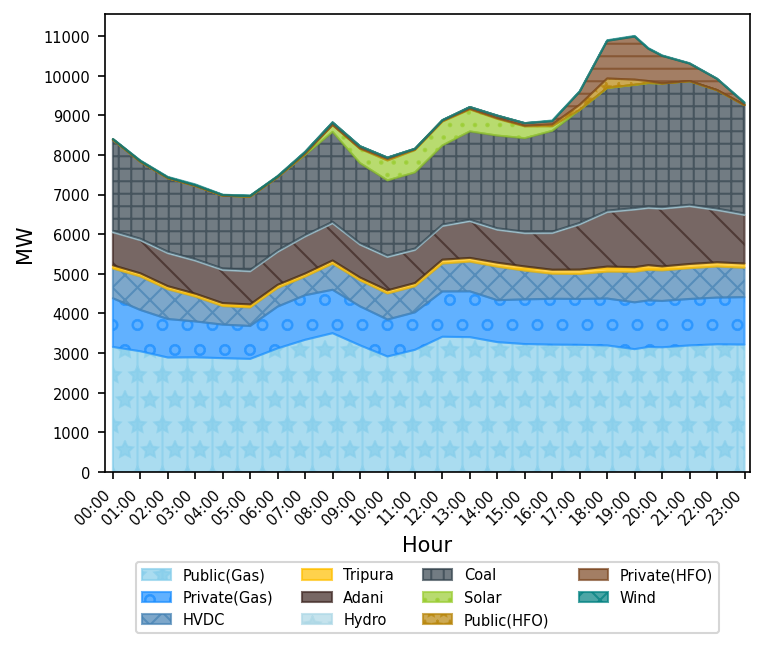 11000
10000
9000
8000
7000
6000
5000
4000
3000
2000
1000
0
MW
00:00 01:00 02:00 03:00 04:00 05:00 06:00 07:00 08:00 09:00 10:00 11:00 12:00 13:00 14:00 15:00 16:00 17:00 18:00 19:00 20:00 21:00 22:00 23:00
Hour
Public(Gas) Tripura Coal Private(HFO)
Private(Gas) Adani Solar Wind
HVDC Hydro Public(HFO)